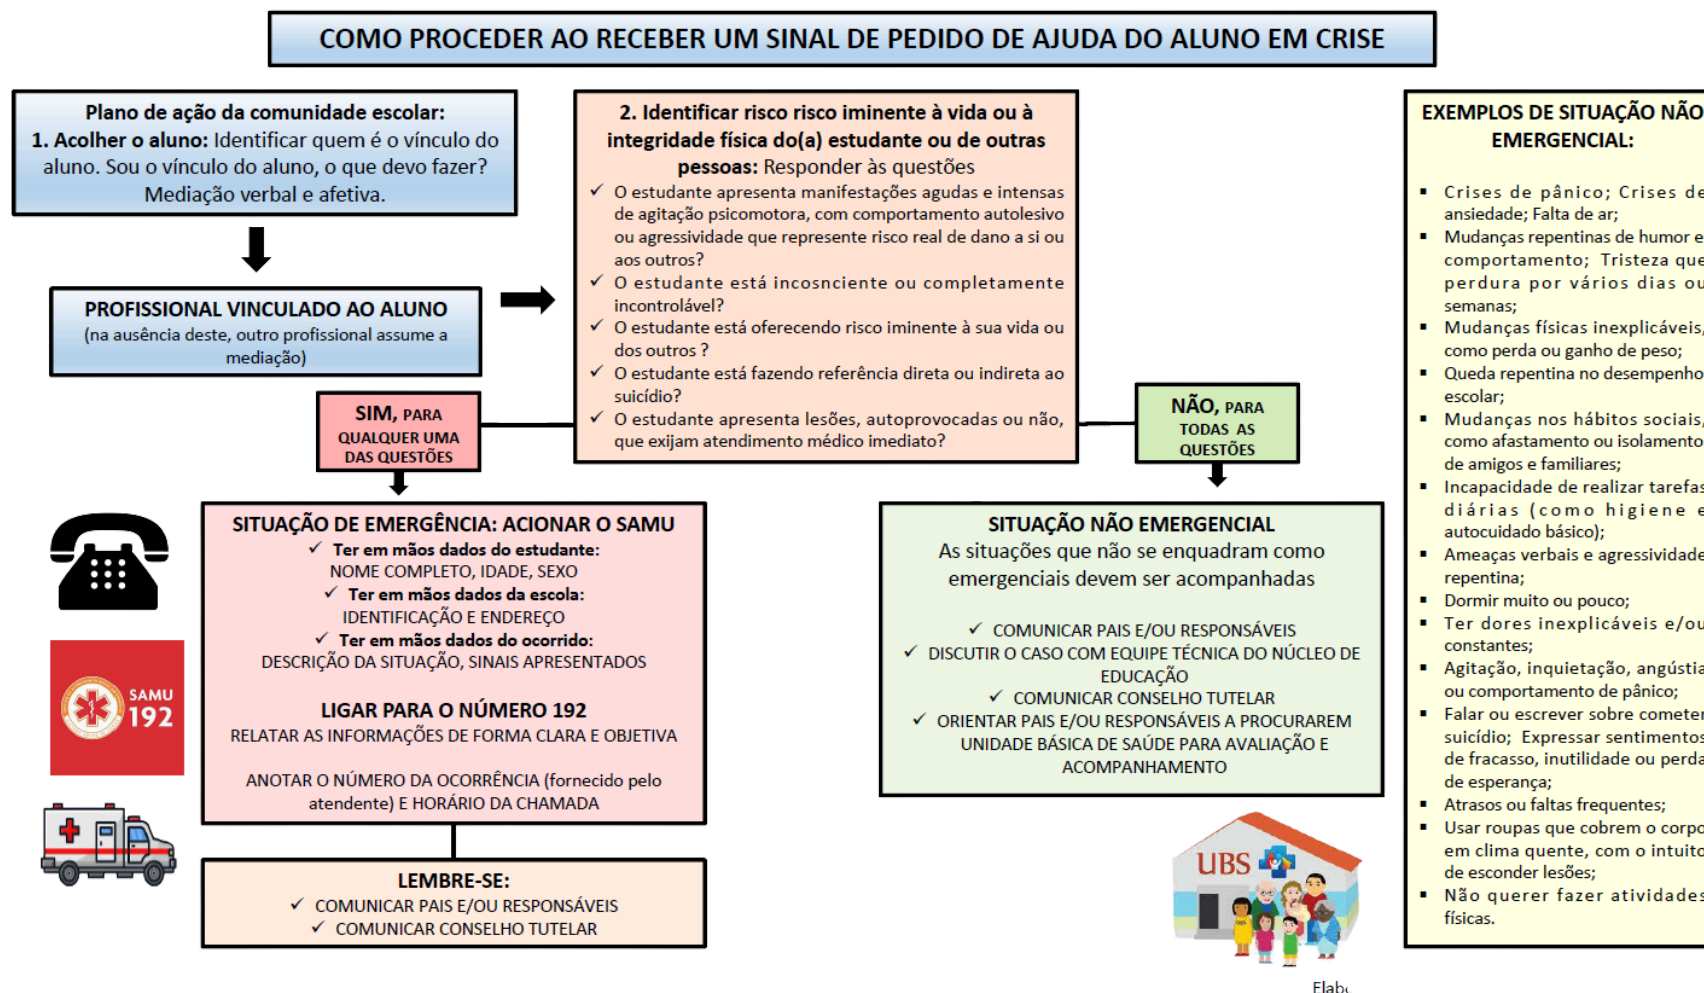 COMO PROCEDER AO RECEBER UM SINAL DE PEDIDO DE AJUDA DO ALUNO EM CRISE
Plano de ação da comunidade escolar:
1. Acolher o aluno: Identificar quem é o vínculo do
aluno. Sou o vínculo do aluno, o que devo fazer?
Mediação verbal e afetiva.
PROFISSIONAL VINCULADO AO ALUNO
(na ausência deste, outro profissional assume a
mediação)
2. Identificar risco risco iminente à vida ou à
integridade física do(a) estudante ou de outras
pessoas: Responder às questões
✓ O estudante apresenta manifestações agudas e intensas
de agitação psicomotora, com comportamento autolesivo
ou agressividade que represente risco real de dano a si ou
aos outros?
✓ O estudante está incosnciente ou completamente
incontrolável?
✓ O estudante está oferecendo risco iminente à sua vida ou
dos outros ?
✓ O estudante está fazendo referência direta ou indireta ao
suicídio?
✓ O estudante apresenta lesões, autoprovocadas ou não,
que exijam atendimento médico imediato?
SIM, PARA
QUALQUER UMA
DAS QUESTÕES
NÃO, PARA
TODAS AS
QUESTÕES
SITUAÇÃO DE EMERGÊNCIA: ACIONAR O SAMU
✓ Ter em mãos dados do estudante:
NOME COMPLETO, IDADE, SEXO
✓ Ter em mãos dados da escola:
IDENTIFICAÇÃO E ENDEREÇO
✓ Ter em mãos dados do ocorrido:
DESCRIÇÃO DA SITUAÇÃO, SINAIS APRESENTADOS
LIGAR PARA O NÚMERO 192
RELATAR AS INFORMAÇÕES DE FORMA CLARA E OBJETIVA
ANOTAR O NÚMERO DA OCORRÊNCIA (fornecido pelo
atendente) E HORÁRIO DA CHAMADA
SAMU
192
LEMBRE-SE:
✓ COMUNICAR PAIS E/OU RESPONSÁVEIS
✓ COMUNICAR CONSELHO TUTELAR
SITUAÇÃO NÃO EMERGENCIAL
As situações que não se enquadram como
emergenciais devem ser acompanhadas
✓ COMUNICAR PAIS E/OU RESPONSÁVEIS
✓ DISCUTIR O CASO COM EQUIPE TÉCNICA DO NÚCLEO DE
EDUCAÇÃO
✓ COMUNICAR CONSELHO TUTELAR
✓ ORIENTAR PAIS E/OU RESPONSÁVEIS A PROCURAREM
UNIDADE BÁSICA DE SAÚDE PARA AVALIAÇÃO E
ACOMPANHAMENTO
UBS
EXEMPLOS DE SITUAÇÃO NÃO
EMERGENCIAL:
▪ Crises de pânico; Crises de
ansiedade; Falta de ar;
▪ Mudanças repentinas de humor e
comportamento; Tristeza que
perdura por vários dias ou
semanas;
▪ Mudanças físicas inexplicáveis,
como perda ou ganho de peso;
▪ Queda repentina no desempenho
escolar;
▪ Mudanças nos hábitos sociais,
como afastamento ou isolamento
de amigos e familiares;
▪ Incapacidade de realizar tarefas
diárias (como higiene e
autocuidado básico);
▪ Ameaças verbais e agressividade
repentina;
▪ Dormir muito ou pouco;
▪ Ter dores inexplicáveis e/ou
constantes;
▪ Agitação, inquietação, angústia
ou comportamento de pânico;
▪ Falar ou escrever sobre cometer
suicídio; Expressar sentimentos
de fracasso, inutilidade ou perda
de esperança;
▪ Atrasos ou faltas frequentes;
▪ Usar roupas que cobrem o corpo
em clima quente, com o intuito
de esconder lesões;
▪ Não querer fazer atividades
físicas.